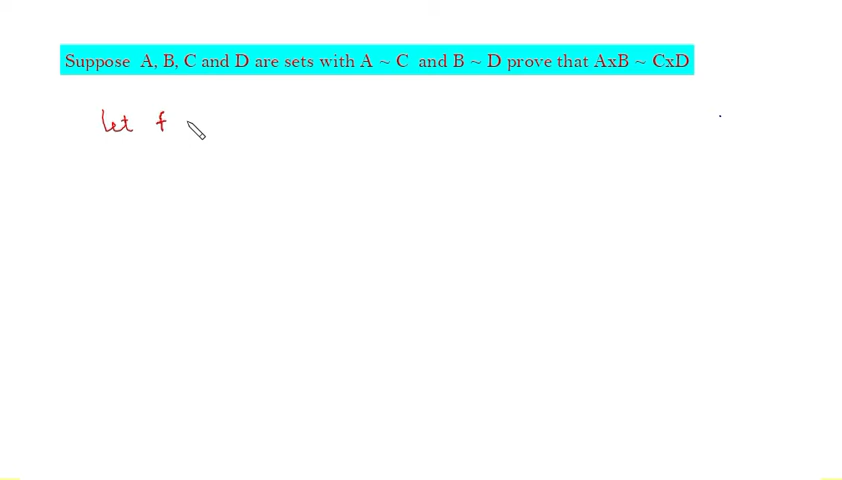 Suppose A, B, C and D are sets with A ~ C and B ~ D prove that AxB ~ CxD
let f